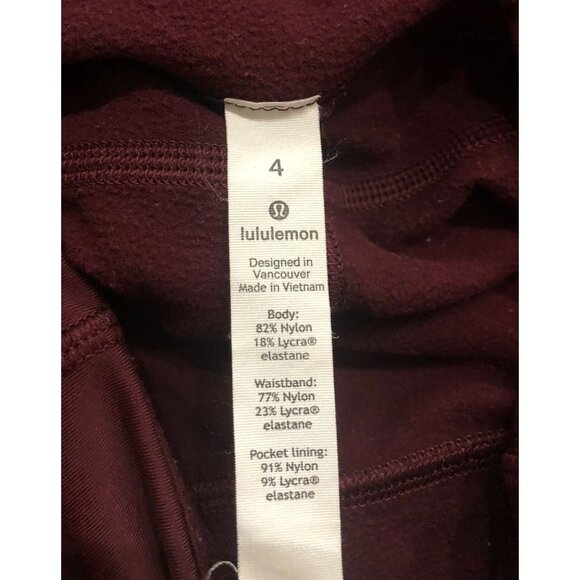 4
lululemon
Designed in
Vancouver
Made in Vietnam
Body:
82% Nylon
18% Lycra®
elastane
Waistband:
77% Nylon
23% Lycra®
elastane
Pocket lining:
91% Nylon
9% Lycra®
elastane